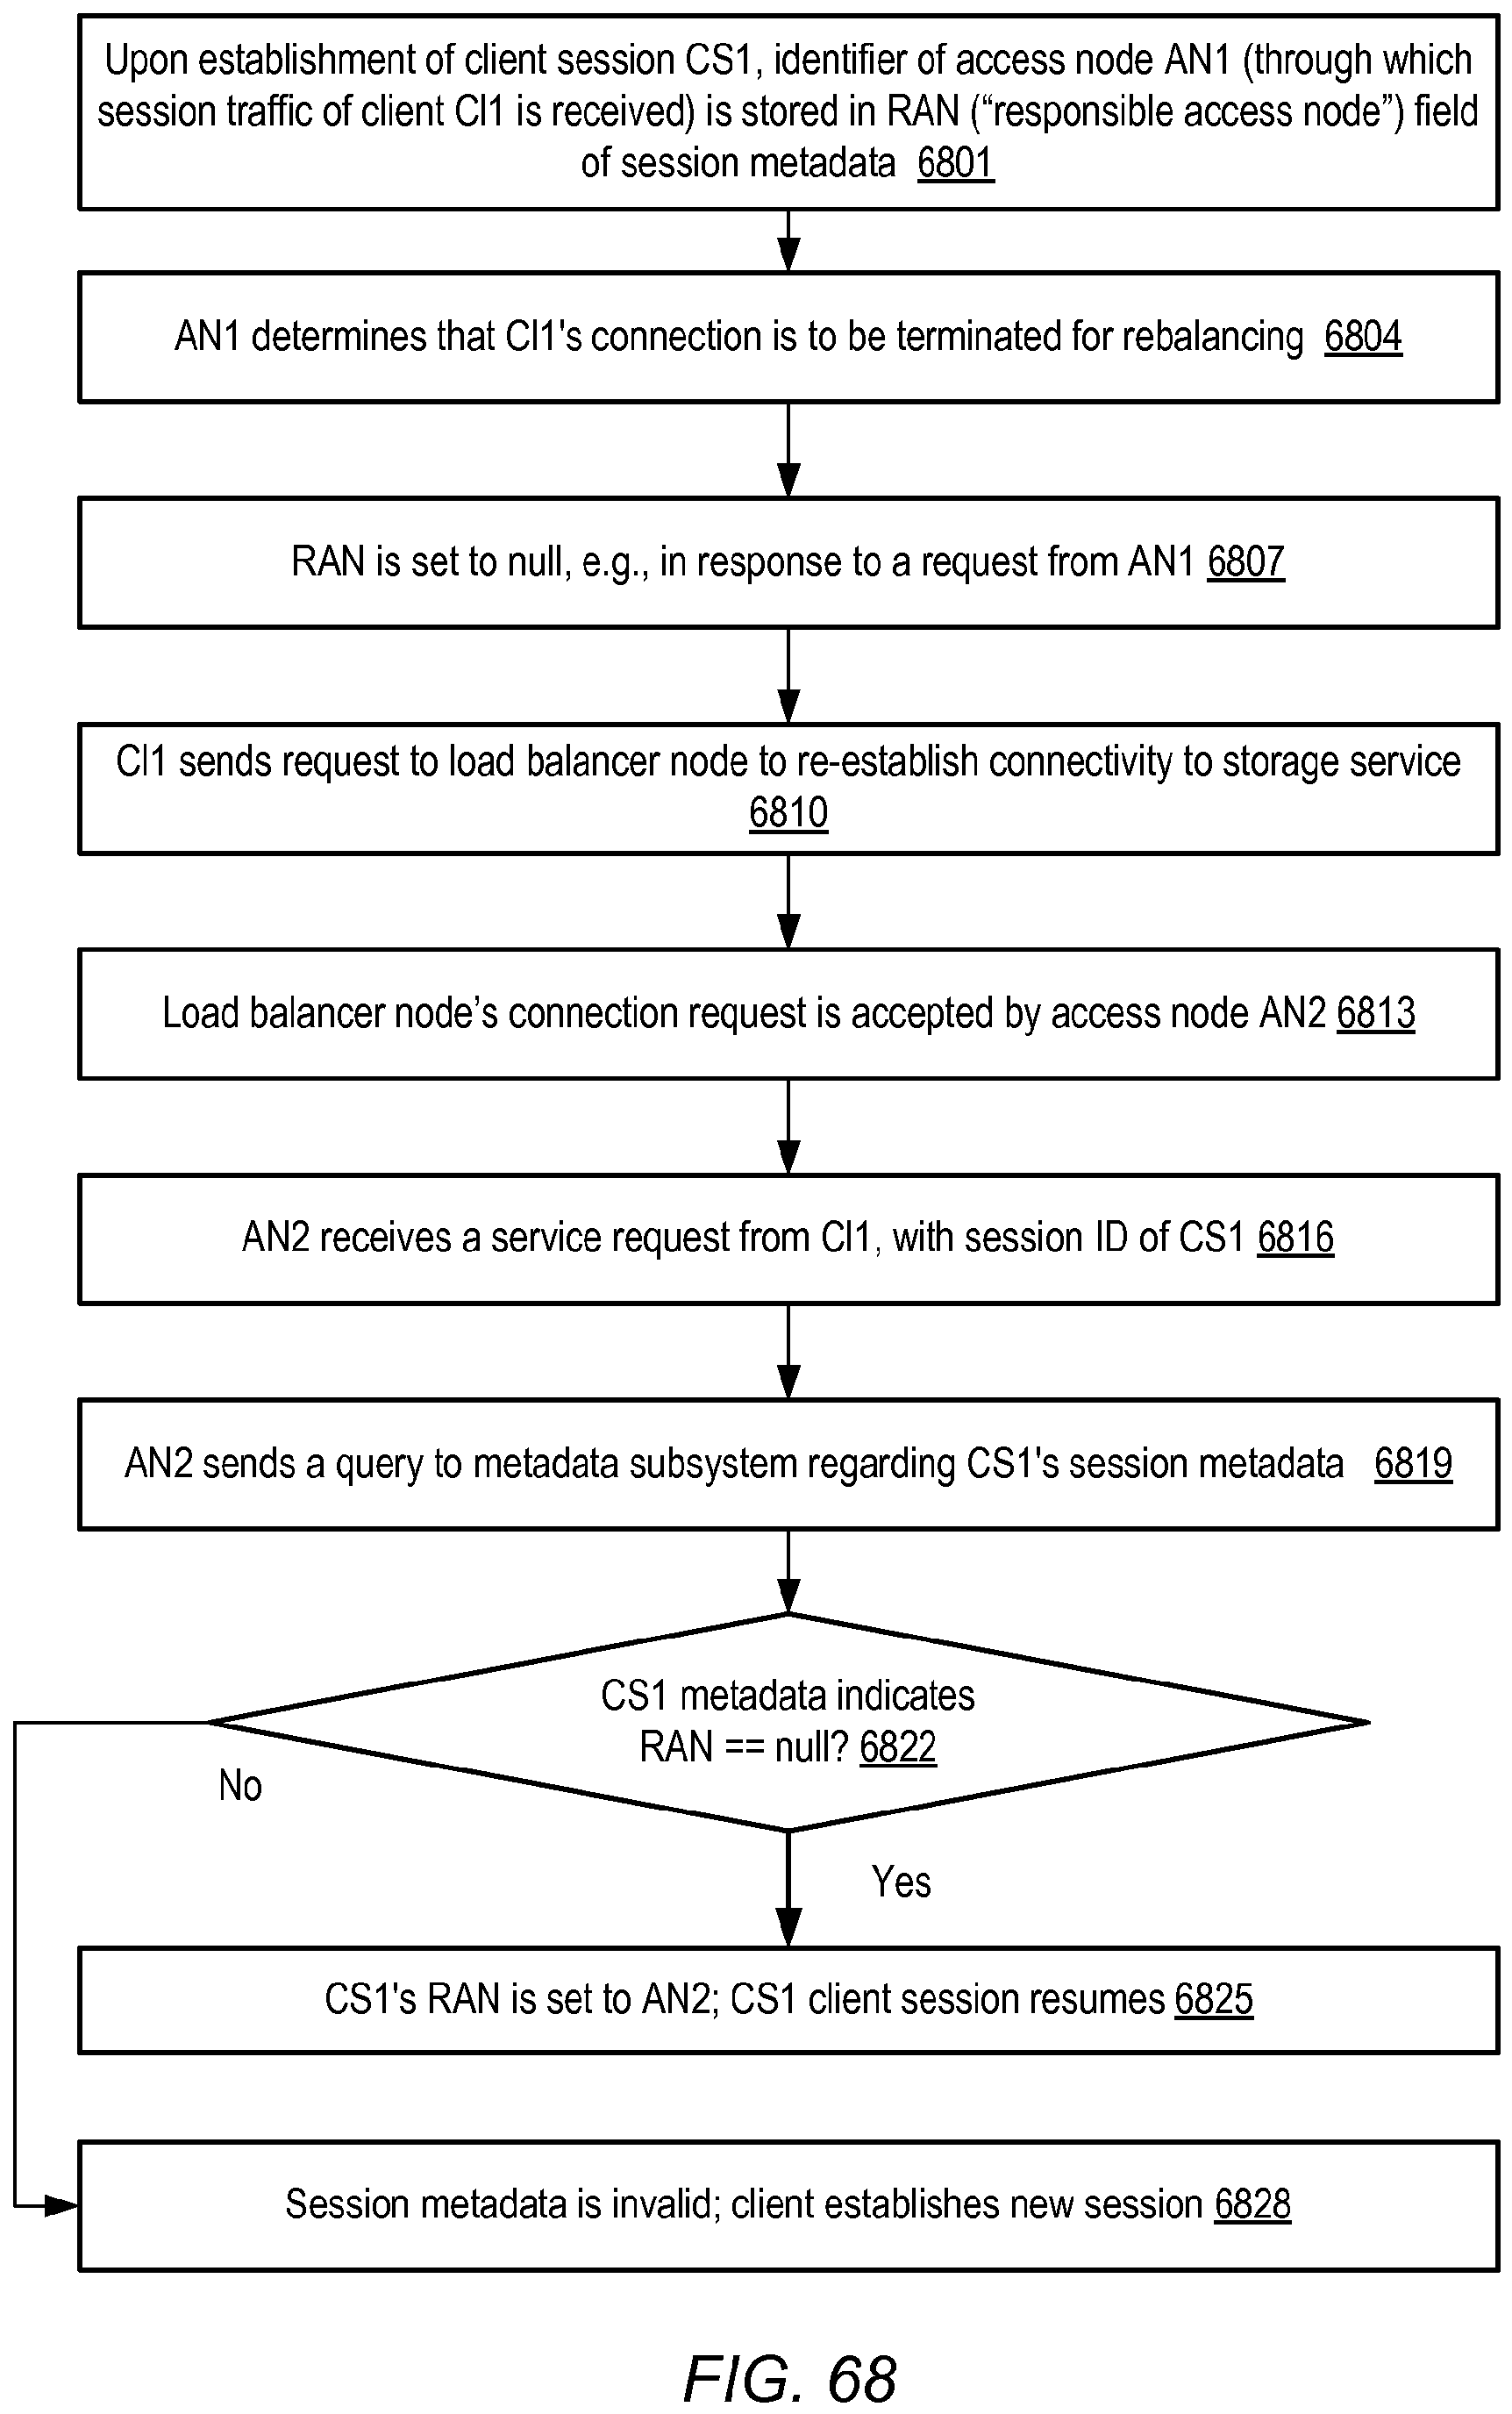 Upon establishment of client session CS1, identifier of access node AN1 (through which
session traffic of client Cl1 is received) is stored in RAN (“responsible access node”) field
of session metadata 6801
AN1 determines that Cl1's connection is to be terminated for rebalancing 6804
RAN is set to null, e.g., in response to a request from AN1 6807
Cl1 sends request to load balancer node to re-establish connectivity to storage service
6810
Load balancer node’s connection request is accepted by access node AN2 6813
AN2 receives a service request from Cl1, with session ID of CS1 6816
AN2 sends a query to metadata subsystem regarding CS1's session metadata 6819
CS1 metadata indicates
RAN == null? 6822
No
Yes
CS1's RAN is set to AN2; CS1 client session resumes 6825
Session metadata is invalid; client establishes new session 6828
FIG. 68